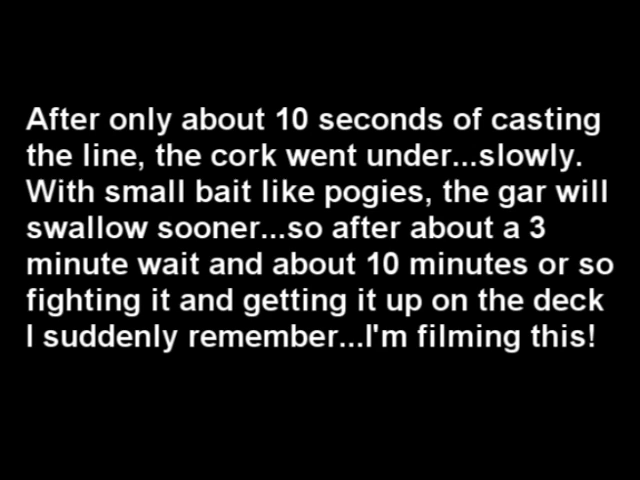 After only about 10 seconds of casting
the line, the cork went under...slowly.
With small bait like pogies, the gar will
swallow sooner...so after about a 3
minute wait and about 10 minutes or so
fighting it and getting it up on the deck
I suddenly remember...I'm filming this!